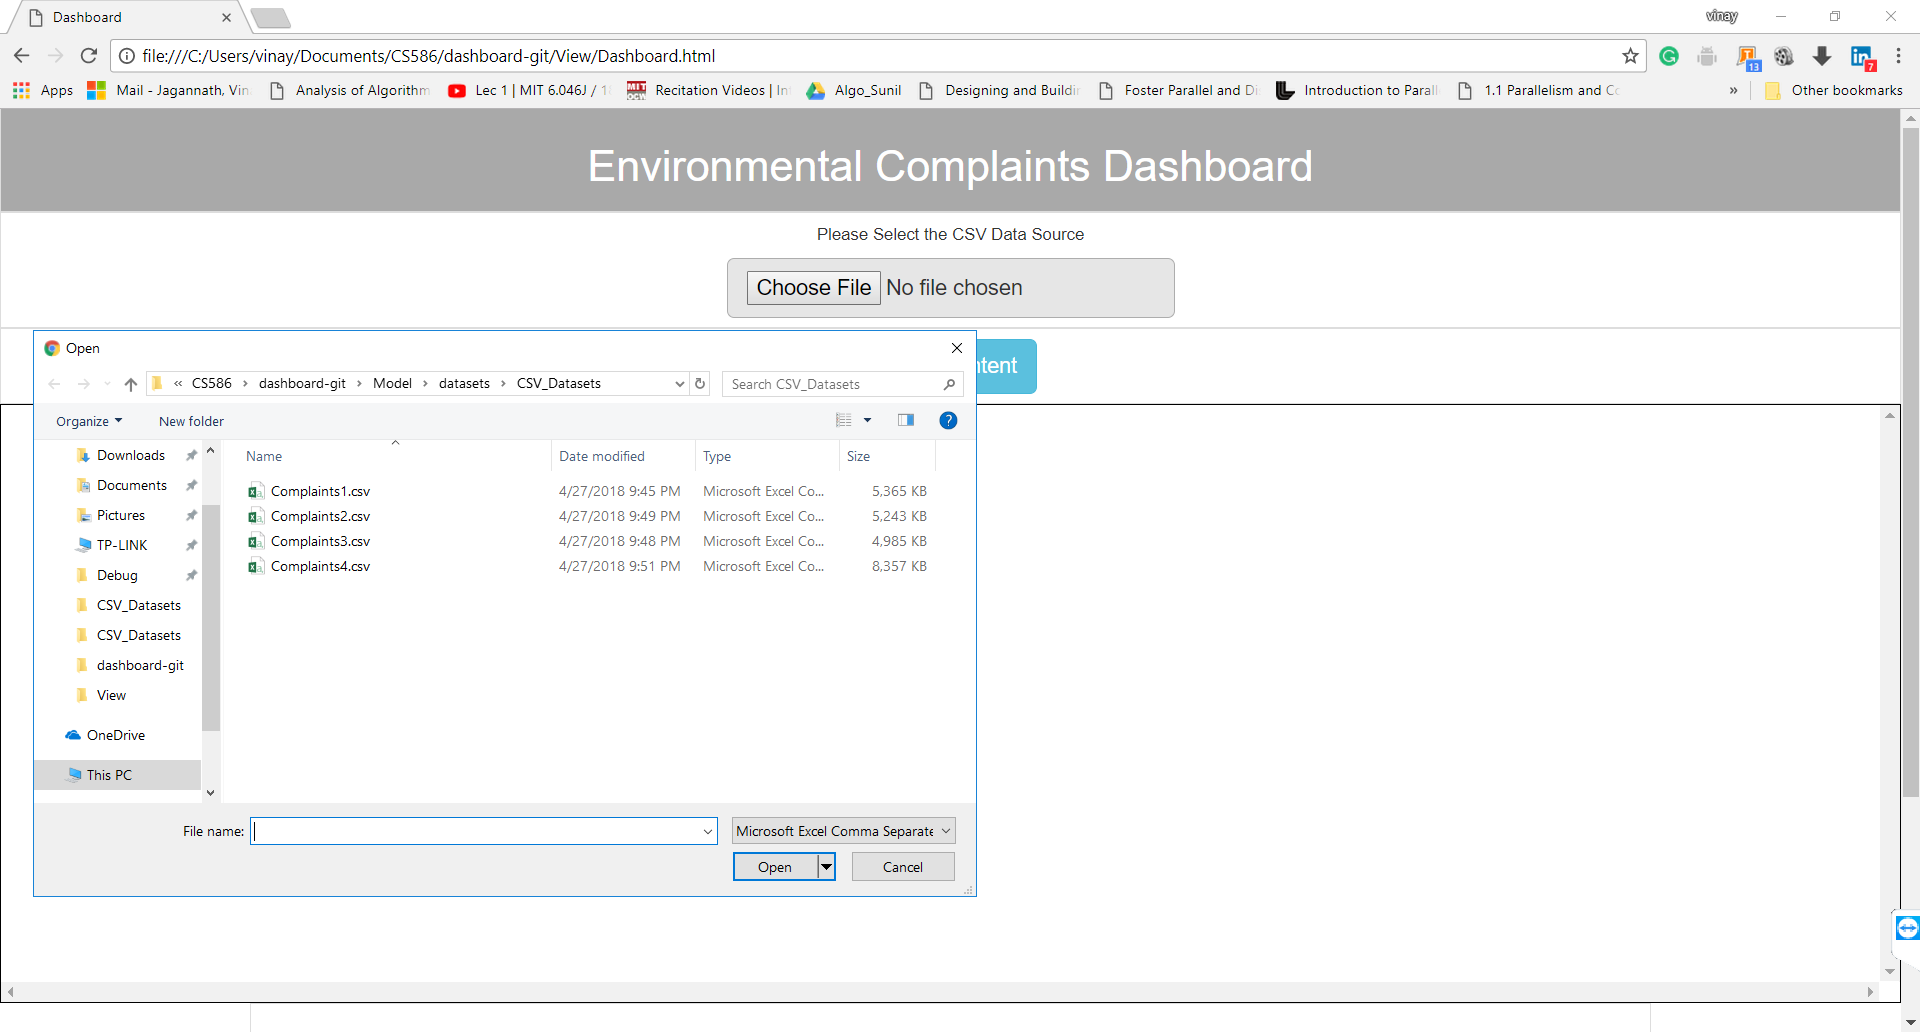 Dashboard
vinay
file:///C:/Users/vinay/Documents/CS586/dashboard-git/View/Dashboard.html
13
7
Apps Mail - Jagannath, Vin Analysis of Algorithm Lec 1 | MIT 6.046J / 18 Recitation Videos | In Algo_Sunil Designing and Buildin Foster Parallel and Di Introduction to Parall 1.1 Parallelism and Co » Other bookmarks
Environmental Complaints Dashboard
Please Select the CSV Data Source
Choose File No file chosen
Open
ntent
« CS586 › dashboard-git › Model › datasets › CSV_Datasets
Search CSV_Datasets
Organize New folder
Name Date modified Type Size
Downloads
Documents
Pictures
TP-LINK
Debug
CSV_Datasets
CSV_Datasets
dashboard-git
View
OneDrive
This PC
Complaints1.csv 4/27/2018 9:45 PM Microsoft Excel Co... 5,365 KB
Complaints2.csv 4/27/2018 9:49 PM Microsoft Excel Co... 5,243 KB
Complaints3.csv 4/27/2018 9:48 PM Microsoft Excel Co... 4,985 KB
Complaints4.csv 4/27/2018 9:51 PM Microsoft Excel Co... 8,357 KB
File name: Microsoft Excel Comma Separate
Open Cancel